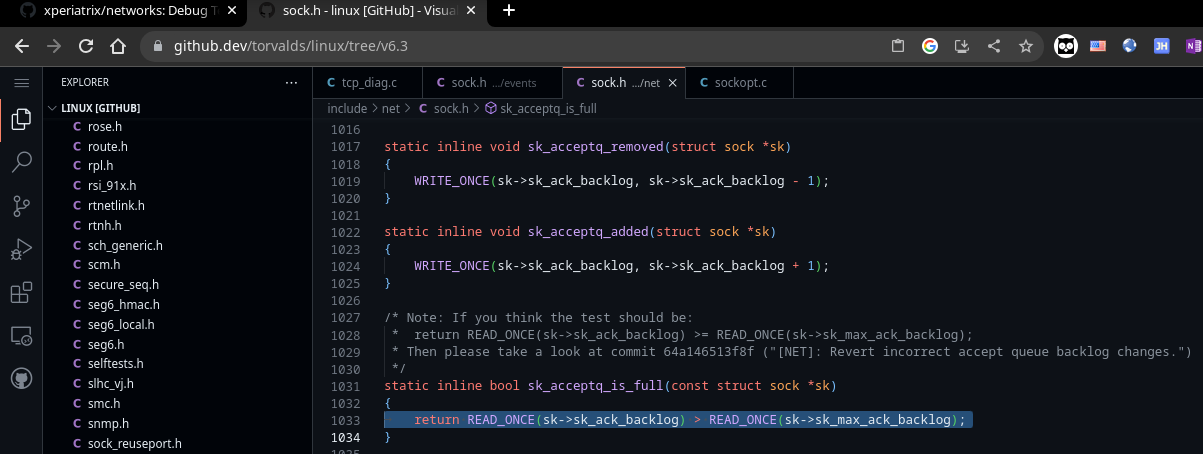 xperiatrix/networks: Debug T
sock.h - linux [GitHub] - Visua
github.dev/torvalds/linux/tree/v6.3
JH
N
EXPLORER
tcp_diag.c
sock.h .../events
sock.h .../net
sockopt.c
LINUX [GITHUB]
include > net > C sock.h > sk_acceptq_is_full
C rose.h
C route.h
C rpl.h
C rsi_91x.h
C rtnetlink.h
C rtnh.h
C sch_generic.h
C scm.h
C secure_seq.h
C seg6_hmac.h
C seg6_local.h
C seg6.h
C selftests.h
C slhc_vj.h
C smc.h
C snmp.h
C sock_reuseport.h
1016
1017 static inline void sk_acceptq_removed(struct sock *sk)
1018 {
1019 WRITE_ONCE(sk->sk_ack_backlog, sk->sk_ack_backlog - 1);
1020 }
1021
1022 static inline void sk_acceptq_added(struct sock *sk)
1023 {
1024 WRITE_ONCE(sk->sk_ack_backlog, sk->sk_ack_backlog + 1);
1025 }
1026
1027 /* Note: If you think the test should be:
1028 * return READ_ONCE(sk->sk_ack_backlog) >= READ_ONCE(sk->sk_max_ack_backlog);
1029 * Then please take a look at commit 64a146513f8f ("[NET]: Revert incorrect accept queue backlog changes.")
1030 */
1031 static inline bool sk_acceptq_is_full(const struct sock *sk)
1032 {
1033 return READ_ONCE(sk->sk_ack_backlog) > READ_ONCE(sk->sk_max_ack_backlog);
1034 }